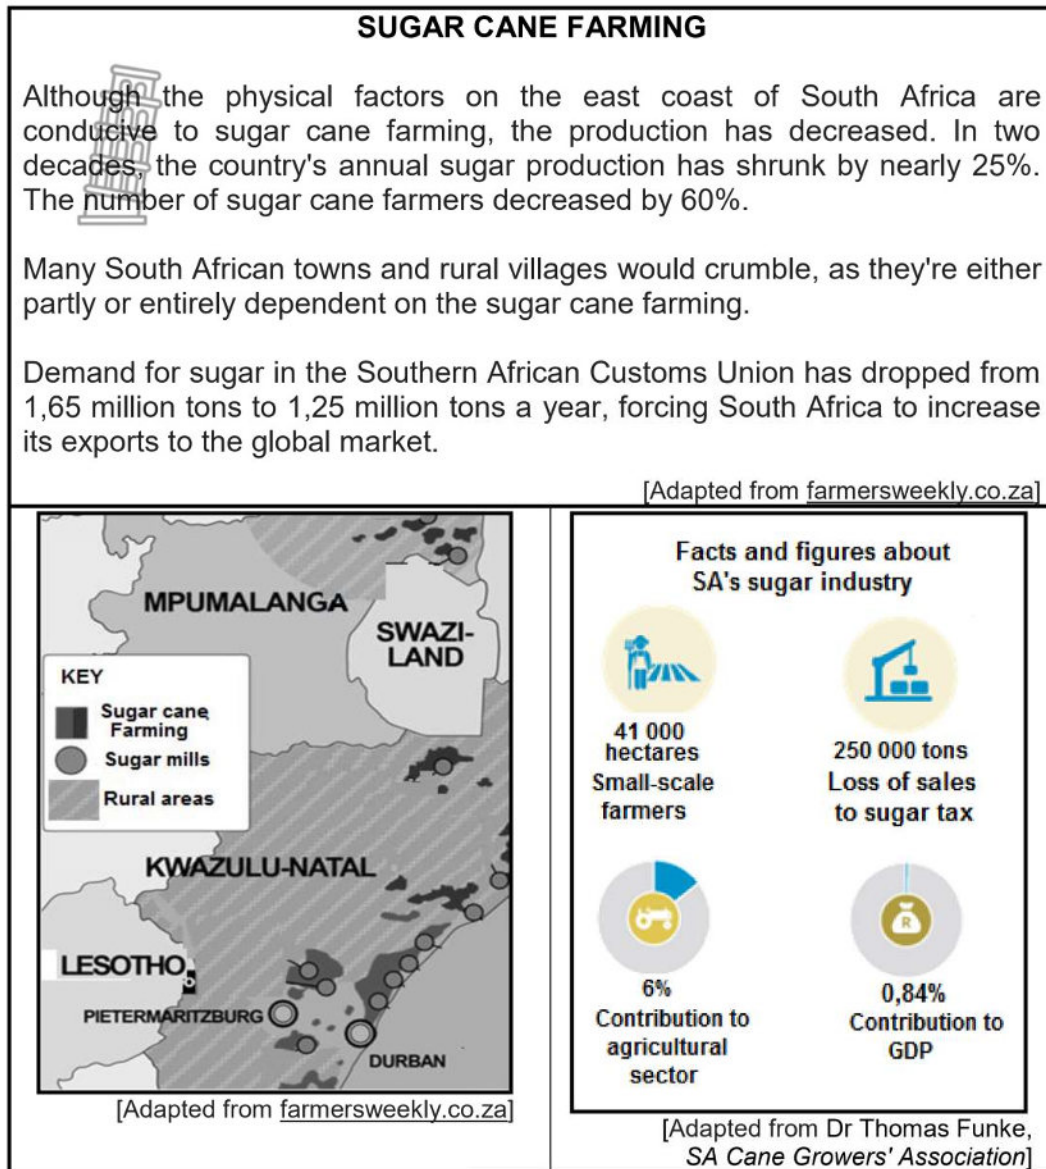 SUGAR CANE FARMING
Although the physical factors on the east coast of South Africa are
conducive to sugar cane farming, the production has decreased. In two
decades, the country's annual sugar production has shrunk by nearly 25%.
The number of sugar cane farmers decreased by 60%.
Many South African towns and rural villages would crumble, as they're either
partly or entirely dependent on the sugar cane farming.
Demand for sugar in the Southern African Customs Union has dropped from
1,65 million tons to 1,25 million tons a year, forcing South Africa to increase
its exports to the global market.
[Adapted from farmersweekly.co.za]
MPUMALANGA
SWAZI-
LAND
KEY
Sugar cane
Farming
Sugar mills
Rural areas
KWAZULU-NATAL
LESOTHO
PIETERMARITZBURG
DURBAN
[Adapted from farmersweekly.co.za]
Facts and figures about
SA's sugar industry
41 000
hectares
Small-scale
farmers
250 000 tons
Loss of sales
to sugar tax
R
6%
Contribution to
agricultural
sector
0,84%
Contribution to
GDP
[Adapted from Dr Thomas Funke,
SA Cane Growers' Association]